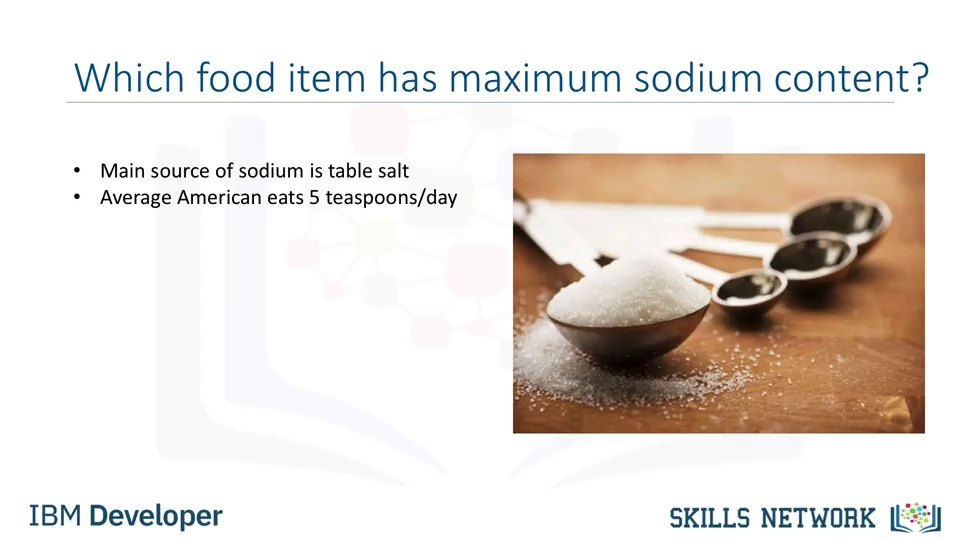 Which food item has maximum sodium content?
• Main source of sodium is table salt
• Average American eats 5 teaspoons/day
IBM Developer
SKILLS NETWORK